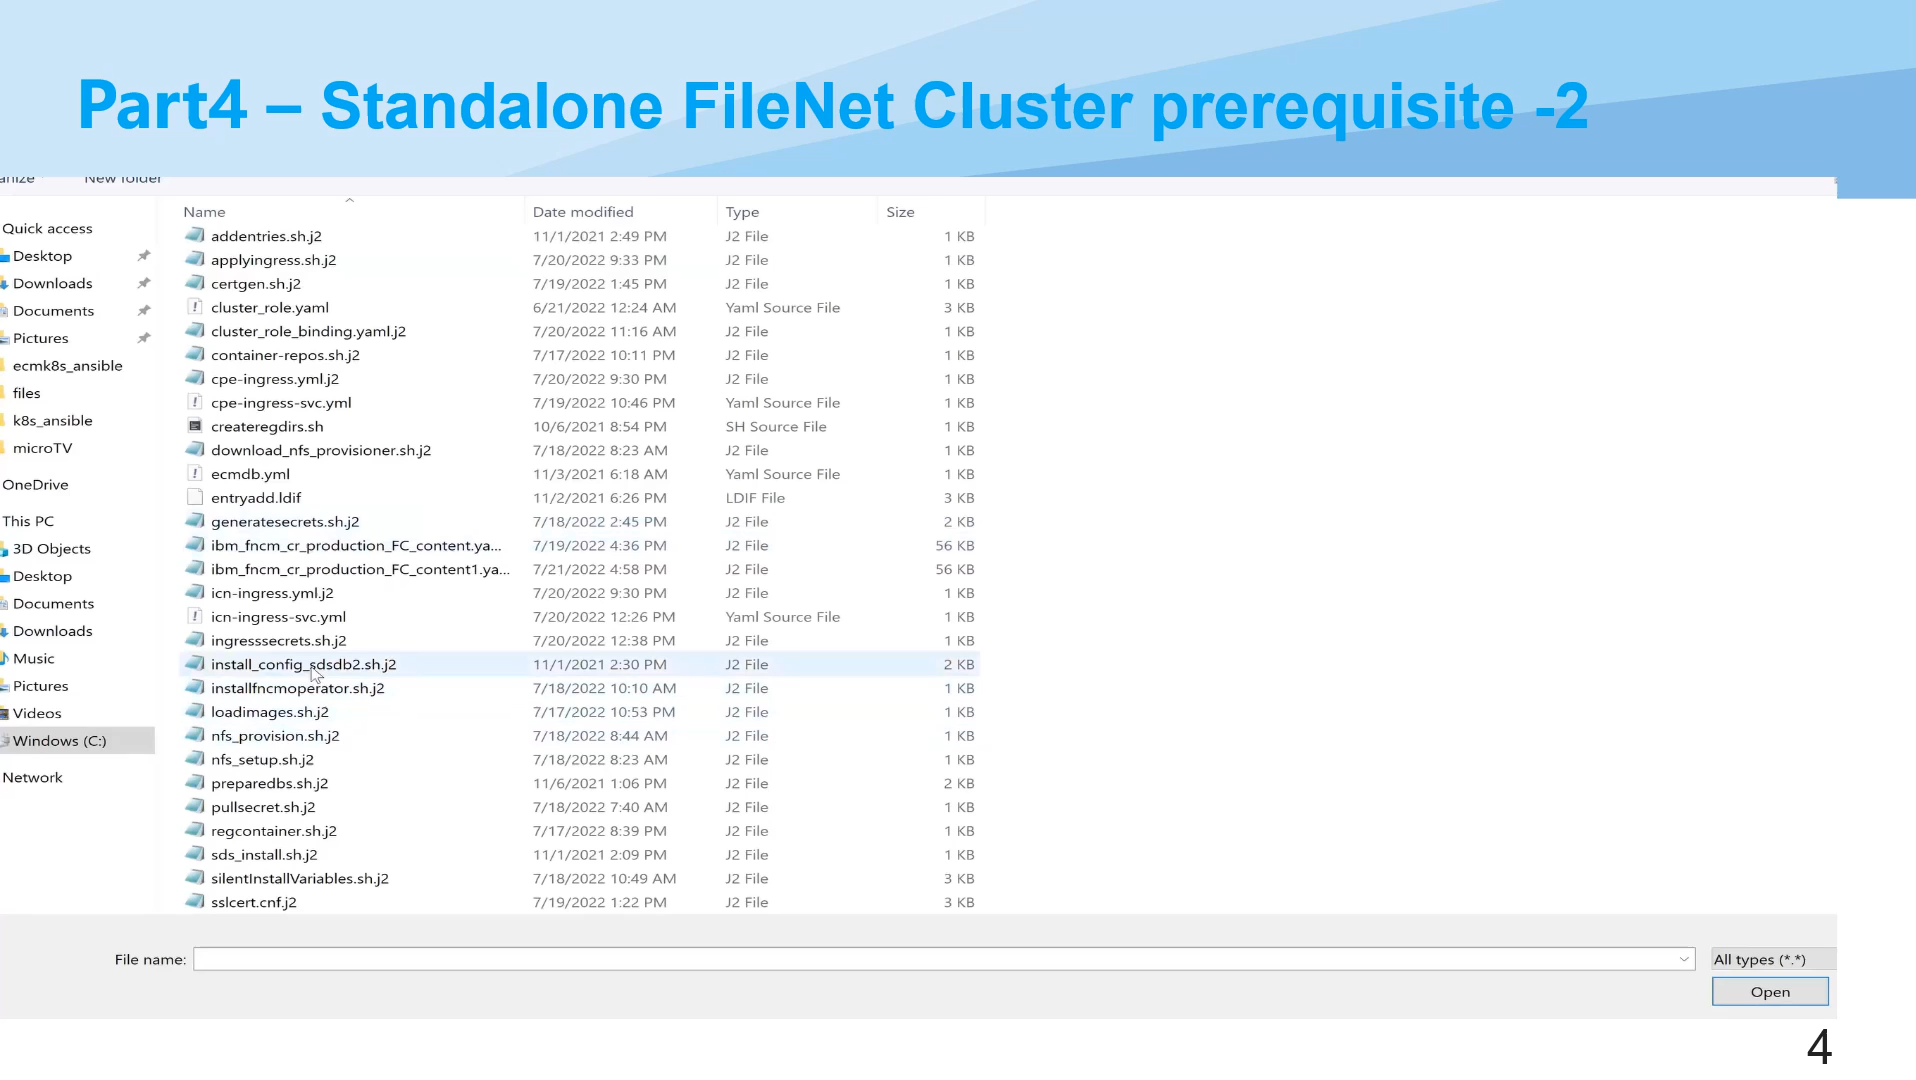 Part4 – Standalone FileNet Cluster prerequisite -2
New folder
Name Date modified Type Size
Quick access
Desktop
Downloads
Documents
Pictures
ecmk8s_ansible
files
k8s_ansible
microTV
OneDrive
This PC
3D Objects
Desktop
Documents
Downloads
Music
Pictures
Videos
Windows (C:)
Network
addentries.sh.j2 11/1/2021 2:49 PM J2 File 1 KB
applyingress.sh.j2 7/20/2022 9:33 PM J2 File 1 KB
certgen.sh.j2 7/19/2022 1:45 PM J2 File 1 KB
cluster_role.yaml 6/21/2022 12:24 AM Yaml Source File 3 KB
cluster_role_binding.yaml.j2 7/20/2022 11:16 AM J2 File 1 KB
container-repos.sh.j2 7/17/2022 10:11 PM J2 File 1 KB
cpe-ingress.yml.j2 7/20/2022 9:30 PM J2 File 1 KB
cpe-ingress-svc.yml 7/19/2022 10:46 PM Yaml Source File 1 KB
createregdirs.sh 10/6/2021 8:54 PM SH Source File 1 KB
download_nfs_provisioner.sh.j2 7/18/2022 8:23 AM J2 File 1 KB
ecmdb.yml 11/3/2021 6:18 AM Yaml Source File 1 KB
entryadd.ldif 11/2/2021 6:26 PM LDIF File 3 KB
generatesecrets.sh.j2 7/18/2022 2:45 PM J2 File 2 KB
ibm_fncm_cr_production_FC_content.ya... 7/19/2022 4:36 PM J2 File 56 KB
ibm_fncm_cr_production_FC_content1.ya... 7/21/2022 4:58 PM J2 File 56 KB
icn-ingress.yml.j2 7/20/2022 9:30 PM J2 File 1 KB
icn-ingress-svc.yml 7/20/2022 12:26 PM Yaml Source File 1 KB
ingresssecrets.sh.j2 7/20/2022 12:38 PM J2 File 1 KB
install_config_sdsdb2.sh.j2 11/1/2021 2:30 PM J2 File 2 KB
installfncmoperator.sh.j2 7/18/2022 10:10 AM J2 File 1 KB
loadimages.sh.j2 7/17/2022 10:53 PM J2 File 1 KB
nfs_provision.sh.j2 7/18/2022 8:44 AM J2 File 1 KB
nfs_setup.sh.j2 7/18/2022 8:23 AM J2 File 1 KB
preparedbs.sh.j2 11/6/2021 1:06 PM J2 File 2 KB
pullsecret.sh.j2 7/18/2022 7:40 AM J2 File 1 KB
regcontainer.sh.j2 7/17/2022 8:39 PM J2 File 1 KB
sds_install.sh.j2 11/1/2021 2:09 PM J2 File 1 KB
silentInstallVariables.sh.j2 7/18/2022 10:49 AM J2 File 3 KB
sslcert.cnf.j2 7/19/2022 1:22 PM J2 File 3 KB
File name: All types (*.*)
Open
4